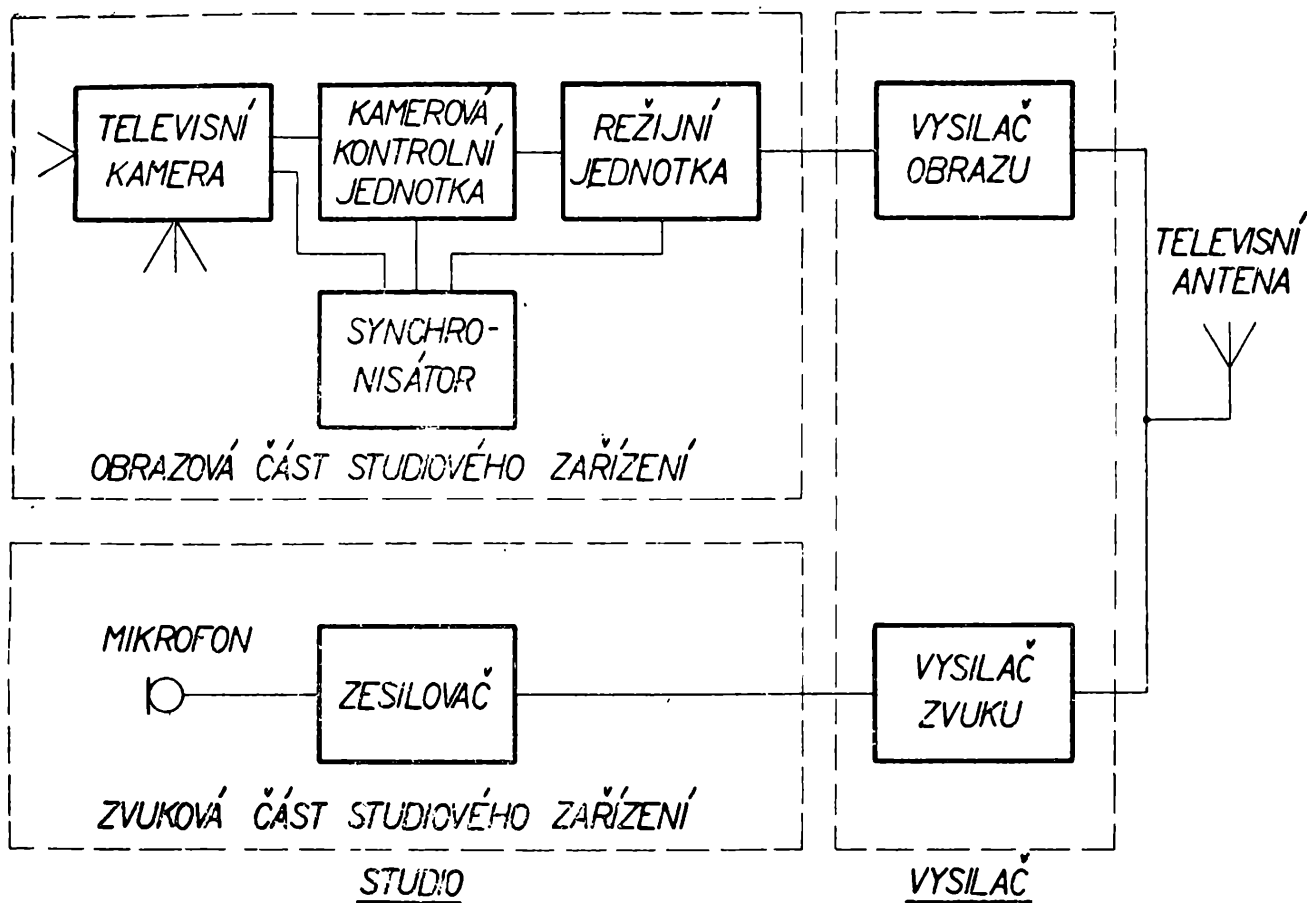 TELEVISNÍ
KAMERA
KAMEROVÁ
KONTROLNÍ
JEDNOTKA
REŽIJNÍ
JEDNOTKA
VYSILAČ
OBRAZU
TELEVISNÍ
ANTENA
SYNCHRO-
NISÁTOR
OBRAZOVÁ ČÁST STUDIOVÉHO ZAŘÍZENÍ
MIKROFON
ZESILOVAČ
VYSILAČ
ZVUKU
ZVUKOVÁ ČÁST STUDIOVÉHO ZAŘÍZENÍ
STUDIO
VYSILAČ